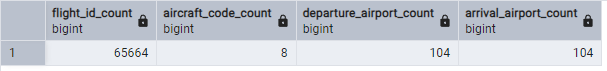 flight_id_count aircraft_code_count departure_airport_count arrival_airport_count
bigint bigint bigint bigint
1 65664 8 104 104